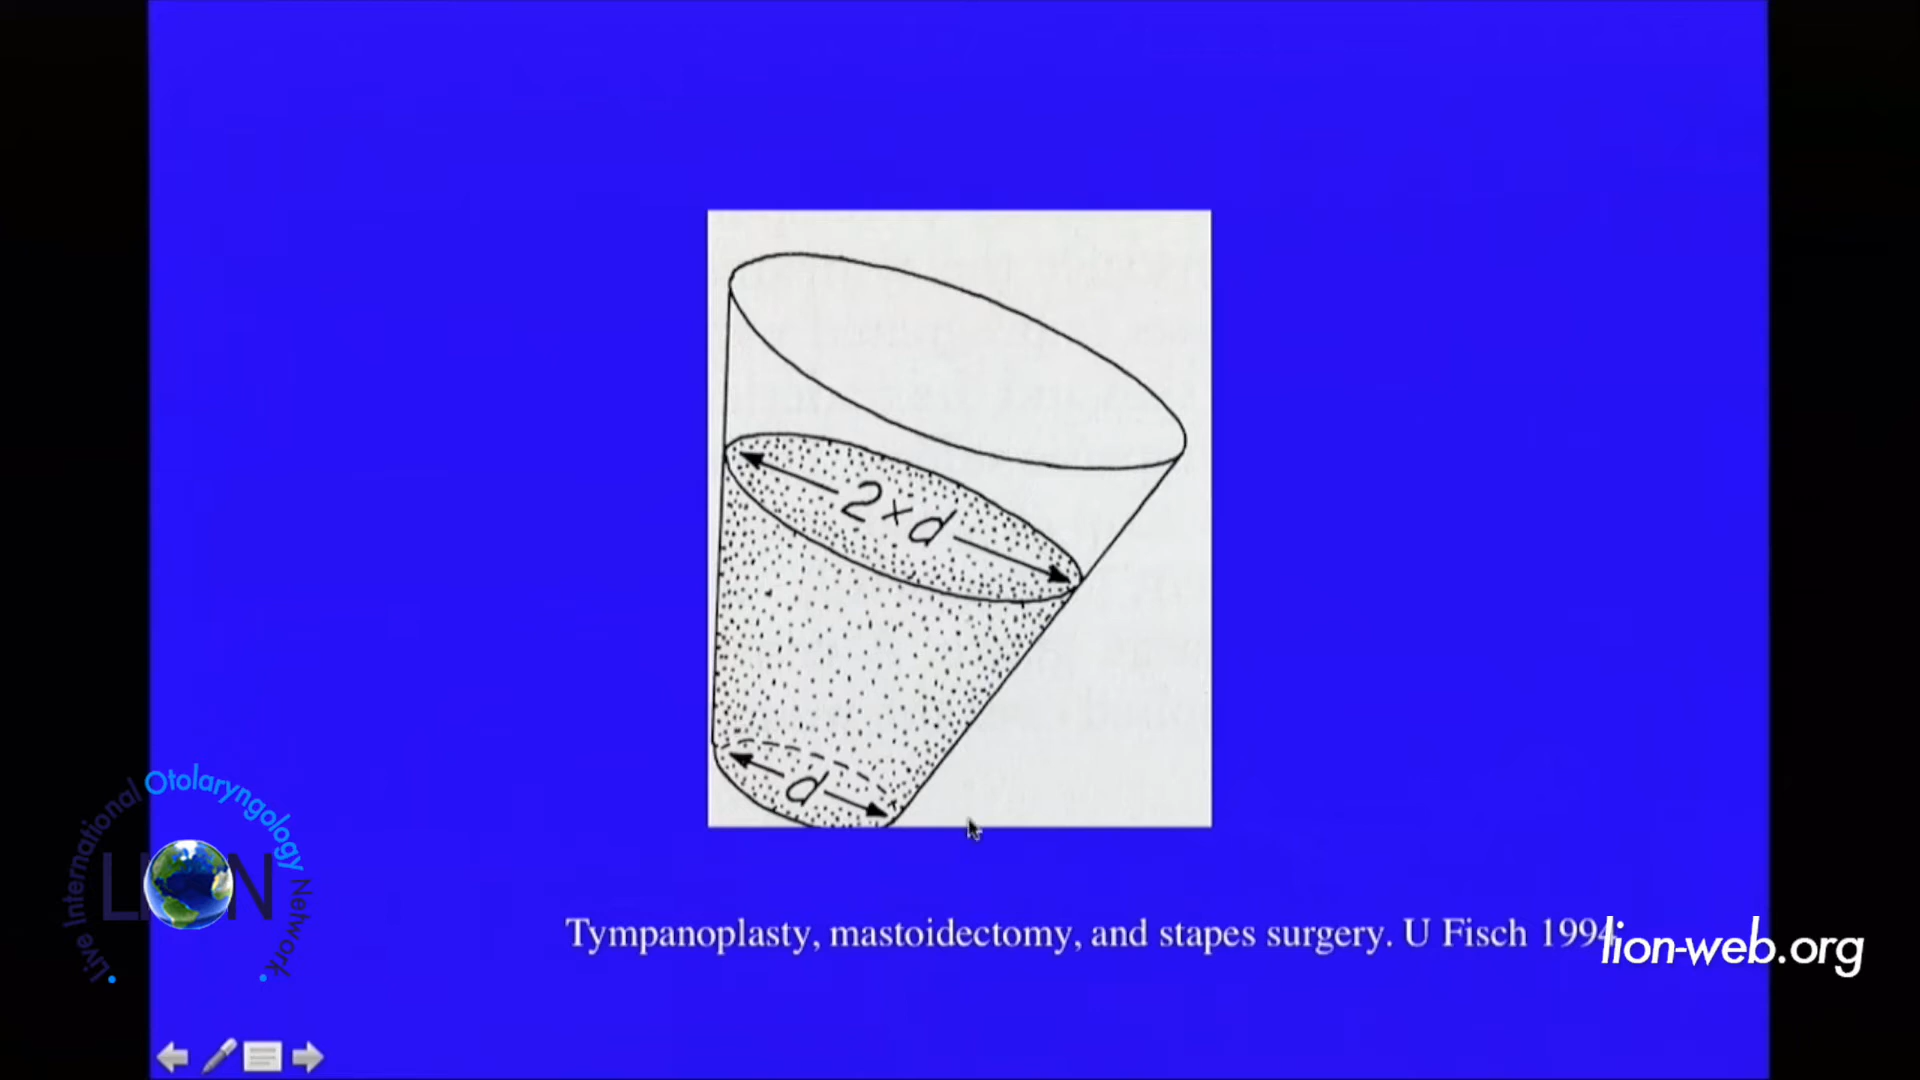 2×d
d
Live International Otolaryngology Network
LION
Tympanoplasty, mastoidectomy, and stapes surgery. U Fisch 1994
lion-web.org